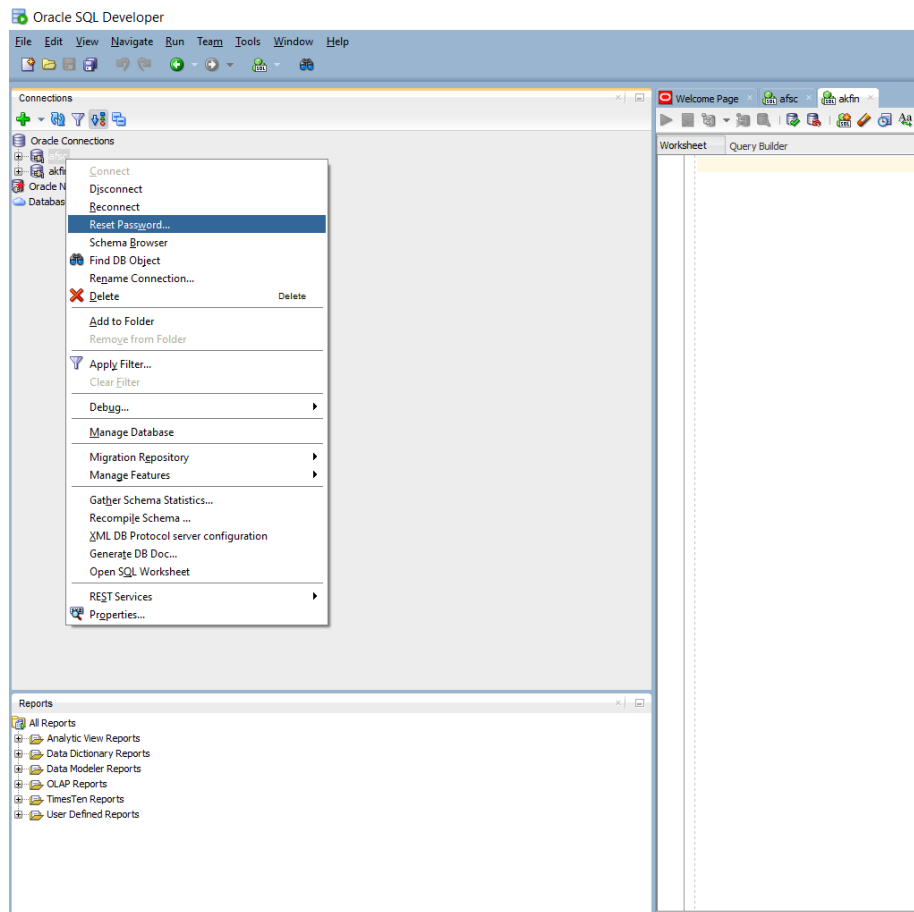 Oracle SQL Developer
File Edit View Navigate Run Team Tools Window Help
Connections
Welcome Page afsc akfin
Oracle Connections
Worksheet Query Builder
afsc
akfi
Oracle N
Databas
Connect
Disconnect
Reconnect
Reset Password...
Schema Browser
Find DB Object
Rename Connection...
Delete Delete
Add to Folder
Remove from Folder
Apply Filter...
Clear Filter
Debug...
Manage Database
Migration Repository
Manage Features
Gather Schema Statistics...
Recompile Schema ...
XML DB Protocol server configuration
Generate DB Doc...
Open SQL Worksheet
REST Services
Properties...
Reports
All Reports
Analytic View Reports
Data Dictionary Reports
Data Modeler Reports
OLAP Reports
TimesTen Reports
User Defined Reports